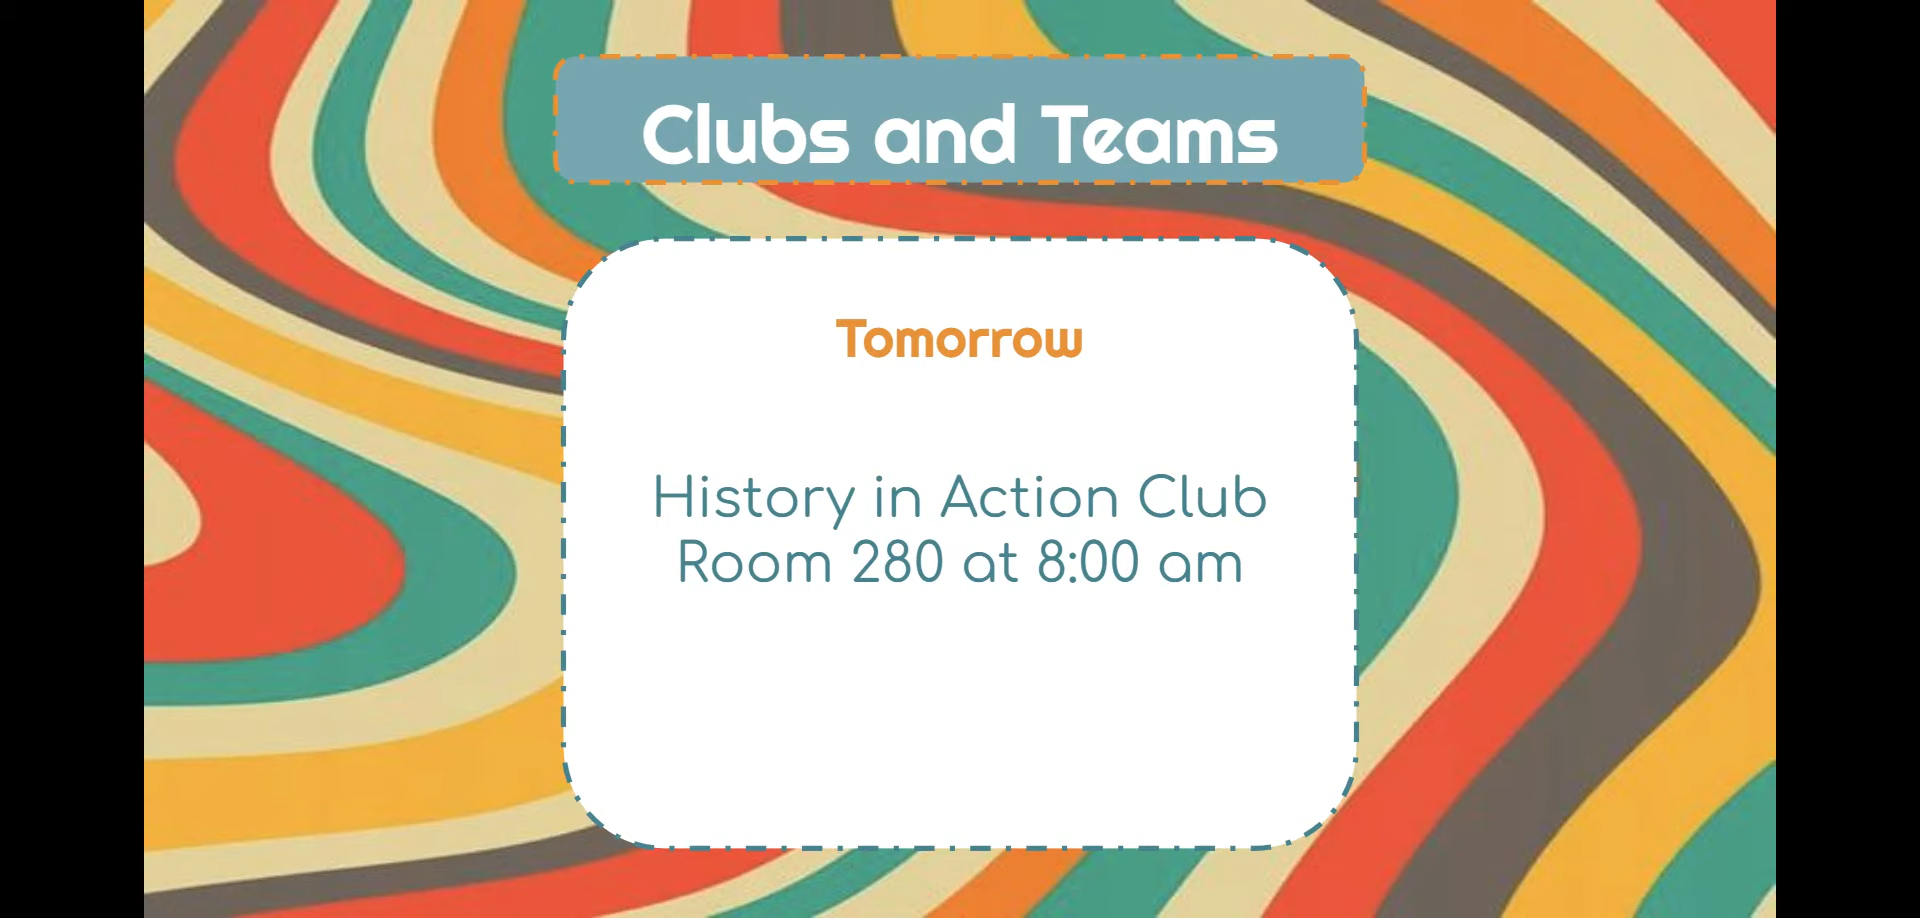 Clubs and Teams
Tomorrow
History in Action Club
Room 280 at 8:00 am